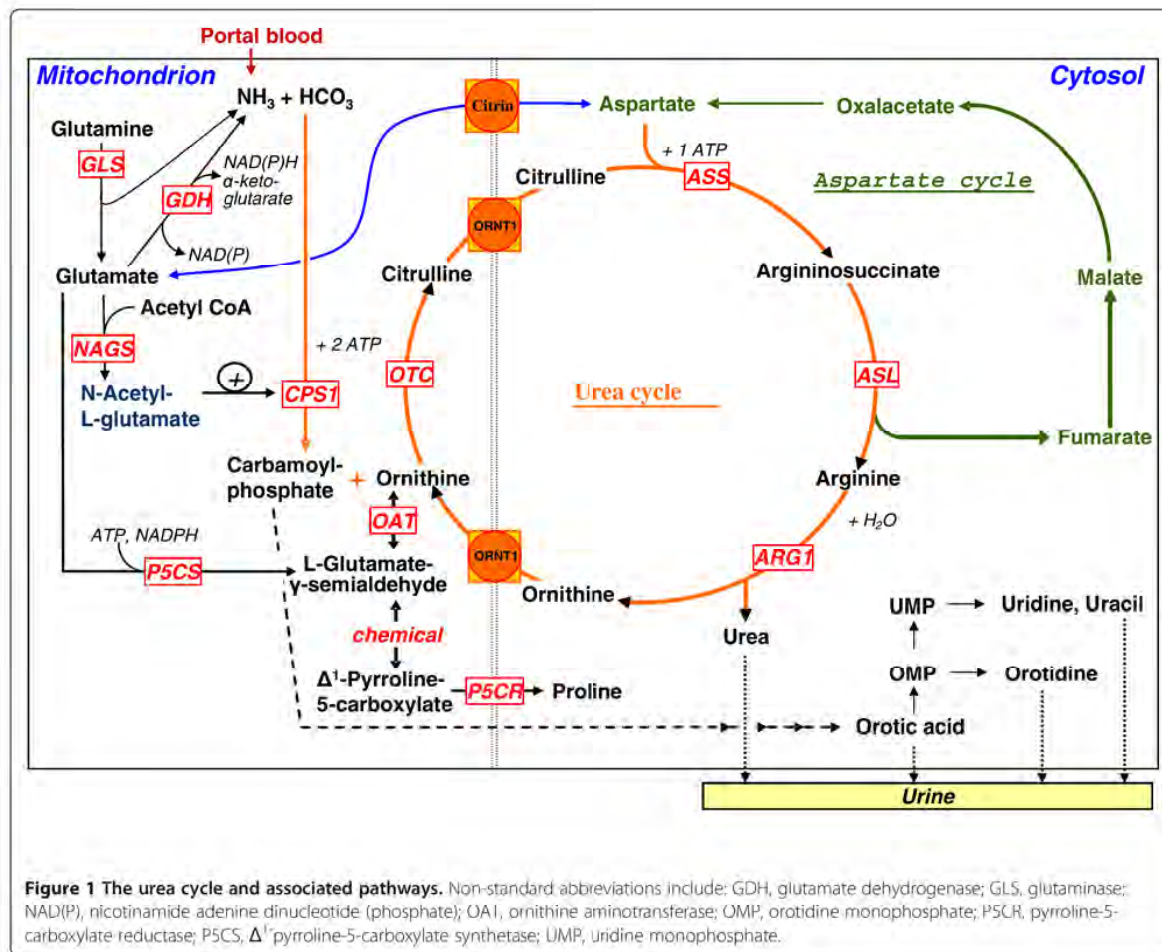 Portal blood
Mitochondrion
Cytosol
NH3 + HCO3
Citrin
Aspartate
Oxalacetate
Glutamine
+ 1 ATP
GLS
NAD(P)H
α-keto-
glutarate
GDH
Citrulline
ASS
Aspartate cycle
ORNT1
NAD(P)
Glutamate
Citrulline
Argininosuccinate
Malate
Acetyl CoA
+ 2 ATP
NAGS
OTC
ASL
N-Acetyl-
L-glutamate
+
CPS1
Urea cycle
Fumarate
Carbamoyl-
phosphate
+
Ornithine
Arginine
+ H2O
ATP, NADPH
OAT
P5CS
L-Glutamate-
γ-semialdehyde
ORNT1
ARG1
Ornithine
UMP
Uridine, Uracil
chemical
Urea
Δ1-Pyrroline-
5-carboxylate
P5CR
Proline
OMP
Orotidine
Orotic acid
Urine
Figure 1 The urea cycle and associated pathways. Non-standard abbreviations include: GDH, glutamate dehydrogenase; GLS, glutaminase;
NAD(P), nicotinamide adenine dinucleotide (phosphate); OAT, ornithine aminotransferase; OMP, orotidine monophosphate; P5CR, pyrroline-5-
carboxylate reductase; P5CS, Δ1-pyrroline-5-carboxylate synthetase; UMP, uridine monophosphate.